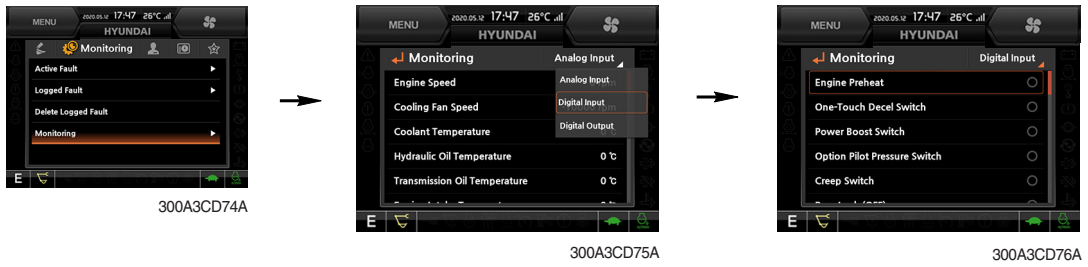 MENU
2020.05.12 17:47 26°C
HYUNDAI
Monitoring
Active Fault
Logged Fault
Delete Logged Fault
Monitoring
E
300A3CD74A
MENU
2020.05.12 17:47 26°C
HYUNDAI
Monitoring Analog Input
Analog Input
Digital Input
Digital Output
Engine Speed
Cooling Fan Speed rpm
Coolant Temperature
Hydraulic Oil Temperature 0 ℃
Transmission Oil Temperature 0 ℃
E
300A3CD75A
MENU
2020.05.12 17:47 26°C
HYUNDAI
Monitoring Digital Input
Engine Preheat
One-Touch Decel Switch
Power Boost Switch
Option Pilot Pressure Switch
Creep Switch
E
300A3CD76A